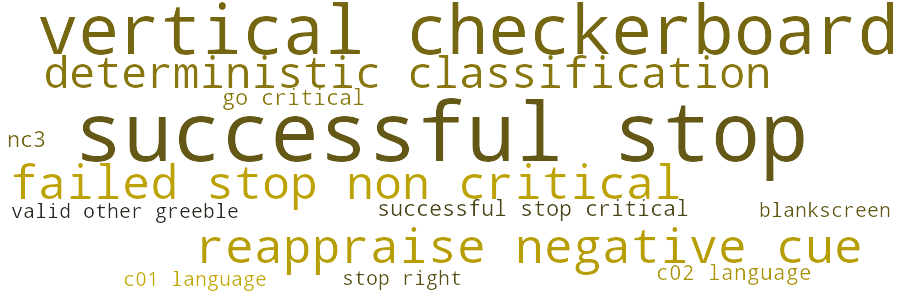 vertical checkerboard
deterministic classification
go critical
successful stop
nc3
failed stop non critical
valid other greeble
successful stop critical
blankscreen
reappraise negative cue
c01 language
stop right
c02 language